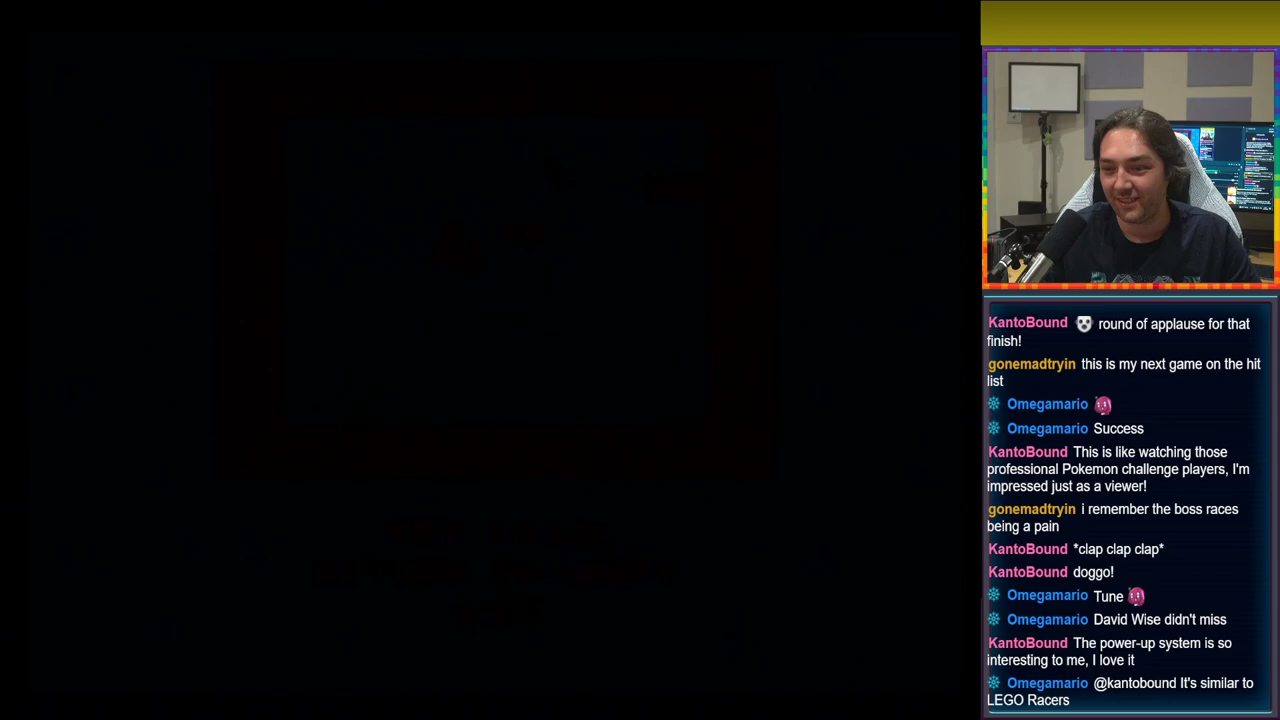 KantoBound round of applause for that
finish!
gonemadtryin this is my next game on the hit
list
Omegamario
Omegamario Success
KantoBound This is like watching those
professional Pokemon challenge players, I'm
impressed just as a viewer!
gonemadtryin i remember the boss races
being a pain
KantoBound *clap clap clap*
KantoBound doggo!
Omegamario Tune
Omegamario David Wise didn't miss
KantoBound The power-up system is so
interesting to me, I love it
Omegamario @kantobound It's similar to
LEGO Racers